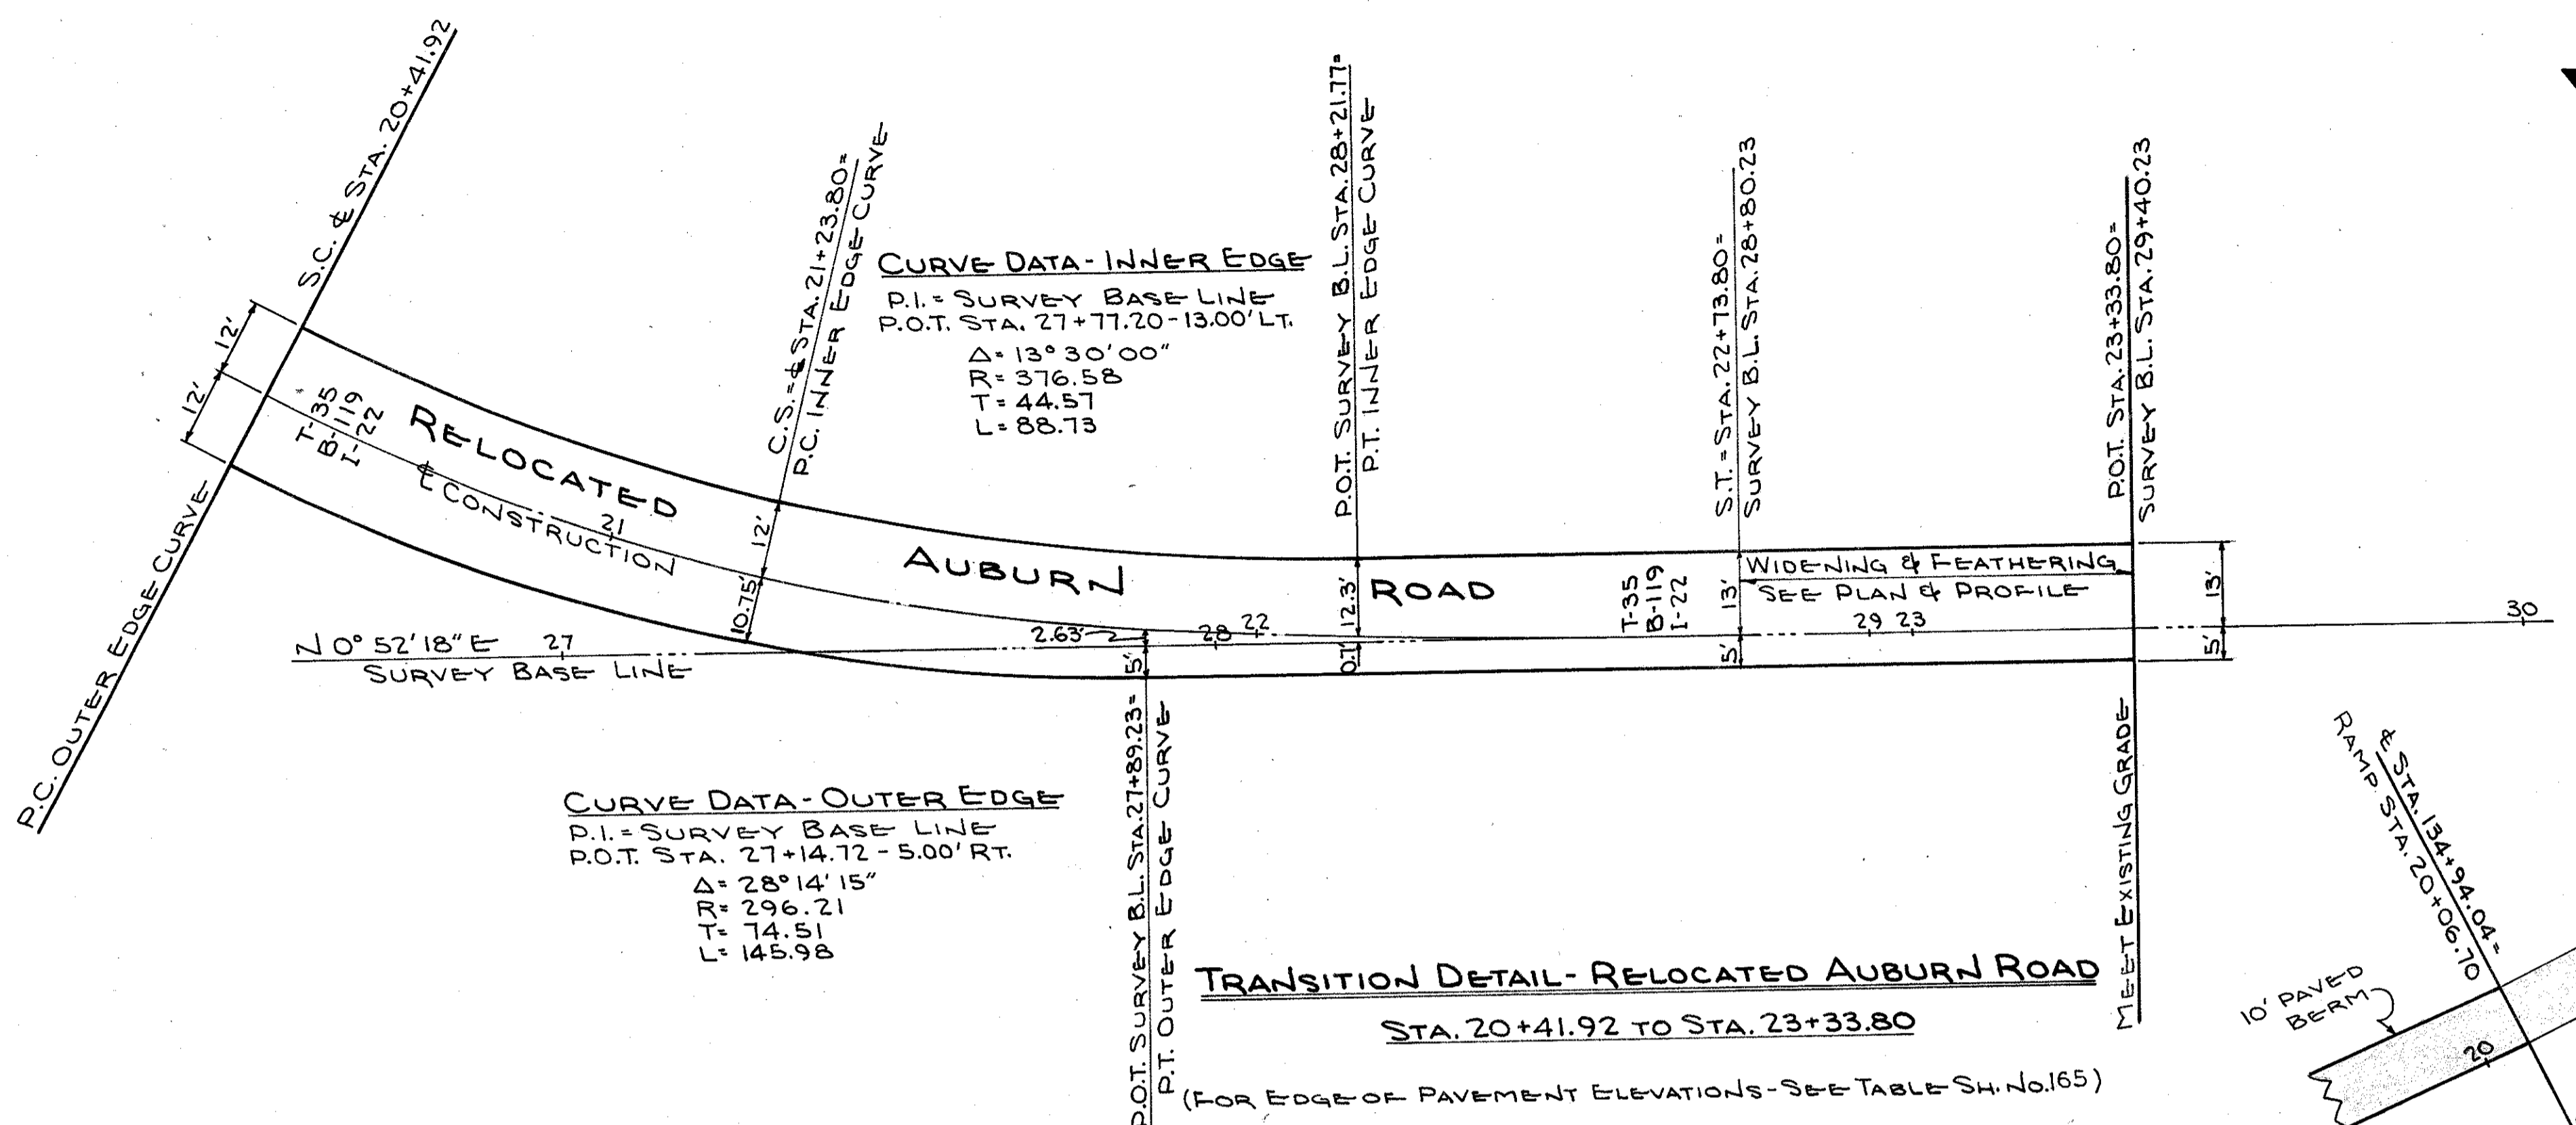 S.C. ℄ STA. 20+41.92
P.C. OUTER EDGE CURVE
12'
12'
T-35
B-119
I-22
RELOCATED
℄ CONSTRUCTION
21
C.S. = ℄ STA. 21+23.80=
P.C. INNER EDGE CURVE
12'
10.75'
CURVE DATA - INNER EDGE
P.I. = SURVEY BASE LINE
P.O.T. STA. 27+77.20-13.00' LT.
Δ= 13° 30' 00"
R= 376.58
T= 44.57
L= 88.73
P.O.T. SURVEY B.L. STA. 28+21.77=
P.T. INNER EDGE CURVE
S.T. = STA. 22+73.80=
SURVEY B.L. STA. 28+80.23
P.O.T. STA. 23+33.80=
SURVEY B.L. STA. 29+40.23
AUBURN
ROAD
12.3'
0.7'
T-35
B-119
I-22
13'
5'
WIDENING & FEATHERING
SEE PLAN & PROFILE
29 23
13'
5'
30
N 0° 52' 18" E 27
SURVEY BASE LINE
2.63'
28 22
5'
P.O.T. SURVEY B.L. STA. 27+89.23=
P.T. OUTER EDGE CURVE
MEET EXISTING GRADE
CURVE DATA - OUTER EDGE
P.I. = SURVEY BASE LINE
P.O.T. STA. 27+14.72 - 5.00' RT.
Δ= 28° 14' 15"
R= 296.21
T= 74.51
L= 145.98
TRANSITION DETAIL - RELOCATED AUBURN ROAD
STA. 20+41.92 TO STA. 23+33.80
(FOR EDGE OF PAVEMENT ELEVATIONS - SEE TABLE SH. NO. 165)
℄ STA. 134+94.04=
RAMP STA. 20+06.70
10' PAVED
BERM
20